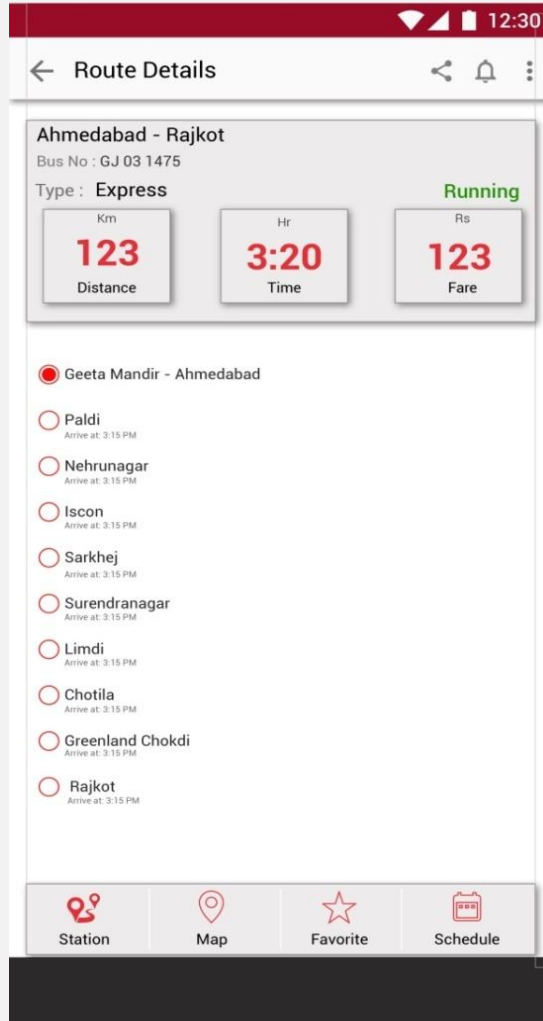 12:30
Route Details
Ahmedabad - Rajkot
Bus No : GJ 03 1475
Type : Express Running
Km Hr Rs
123 3:20 123
Distance Time Fare
Geeta Mandir - Ahmedabad
Paldi
Arrive at: 3:15 PM
Nehrunagar
Arrive at: 3:15 PM
Iscon
Arrive at: 3:15 PM
Sarkhej
Arrive at: 3:15 PM
Surendranagar
Arrive at: 3:15 PM
Limdi
Arrive at: 3:15 PM
Chotila
Arrive at: 3:15 PM
Greenland Chokdi
Arrive at: 3:15 PM
Rajkot
Arrive at: 3:15 PM
Station Map Favorite Schedule